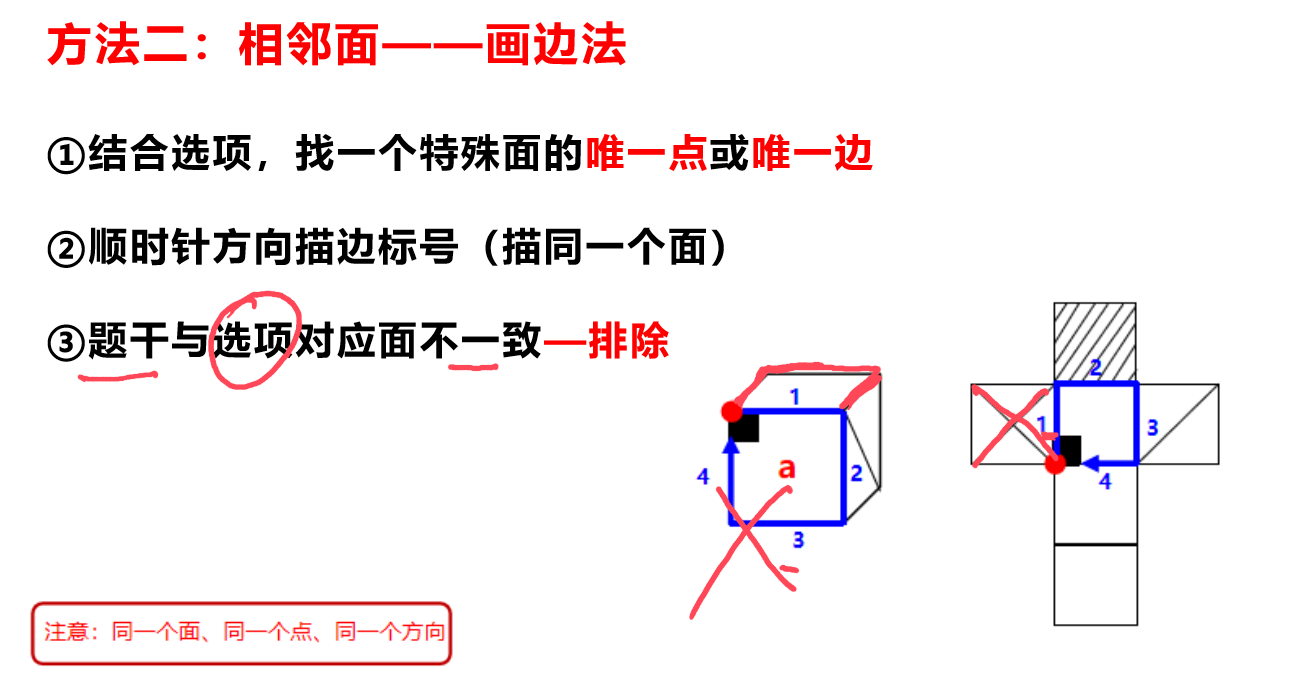 方法二：相邻面——画边法
①结合选项，找一个特殊面的唯一点或唯一边
②顺时针方向描边标号（描同一个面）
③题干与选项对应面不一致—排除
1
4
a
2
3
2
1
3
4
注意：同一个面、同一个点、同一个方向